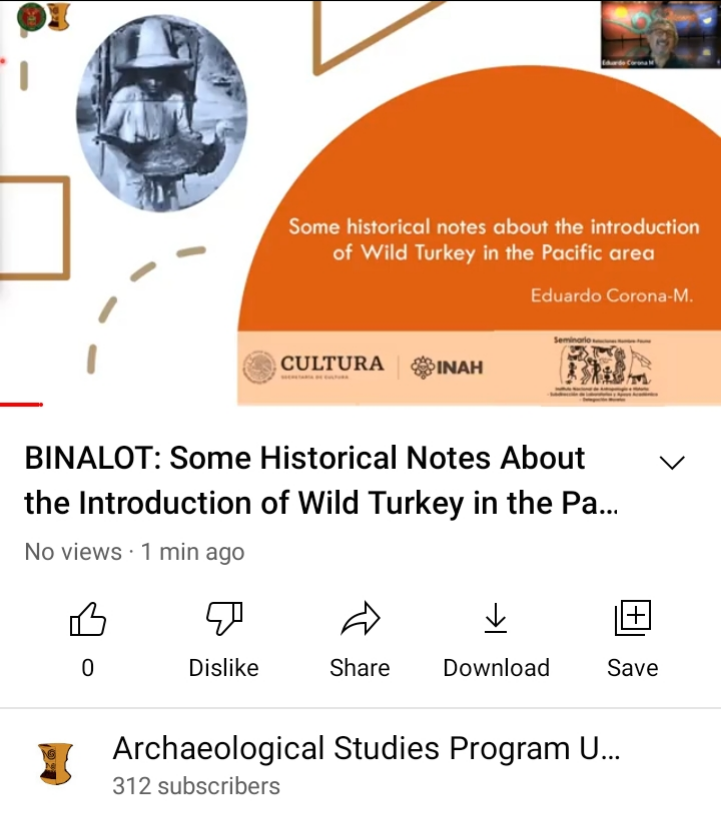 Eduardo Corona M
Some historical notes about the introduction
of Wild Turkey in the Pacific area
Eduardo Corona-M.
CULTURA
SECRETARÍA DE CULTURA
INAH
Seminario Relaciones Hombre Fauna
Instituto Nacional de Antropología e Historia
- Subdirección de Laboratorios y Apoyo Académico
- Delegación Morelos
BINALOT: Some Historical Notes About
the Introduction of Wild Turkey in the Pa...
No views · 1 min ago
0
Dislike
Share
Download
Save
Archaeological Studies Program U...
312 subscribers